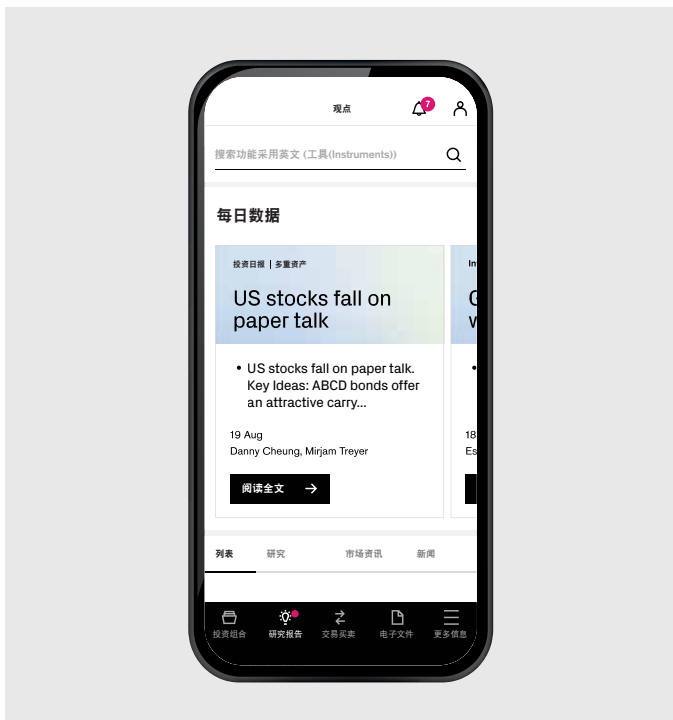 观点
7
搜索功能采用英文 (工具(Instruments))
每日数据
投资日报 | 多重资产
US stocks fall on
paper talk
• US stocks fall on paper talk.
Key Ideas: ABCD bonds offer
an attractive carry...
19 Aug
Danny Cheung, Mirjam Treyer
阅读全文 →
In
G
w
•
18
Es
列表 研究 市场资讯 新闻
投资组合 研究报告 交易买卖 电子文件 更多信息